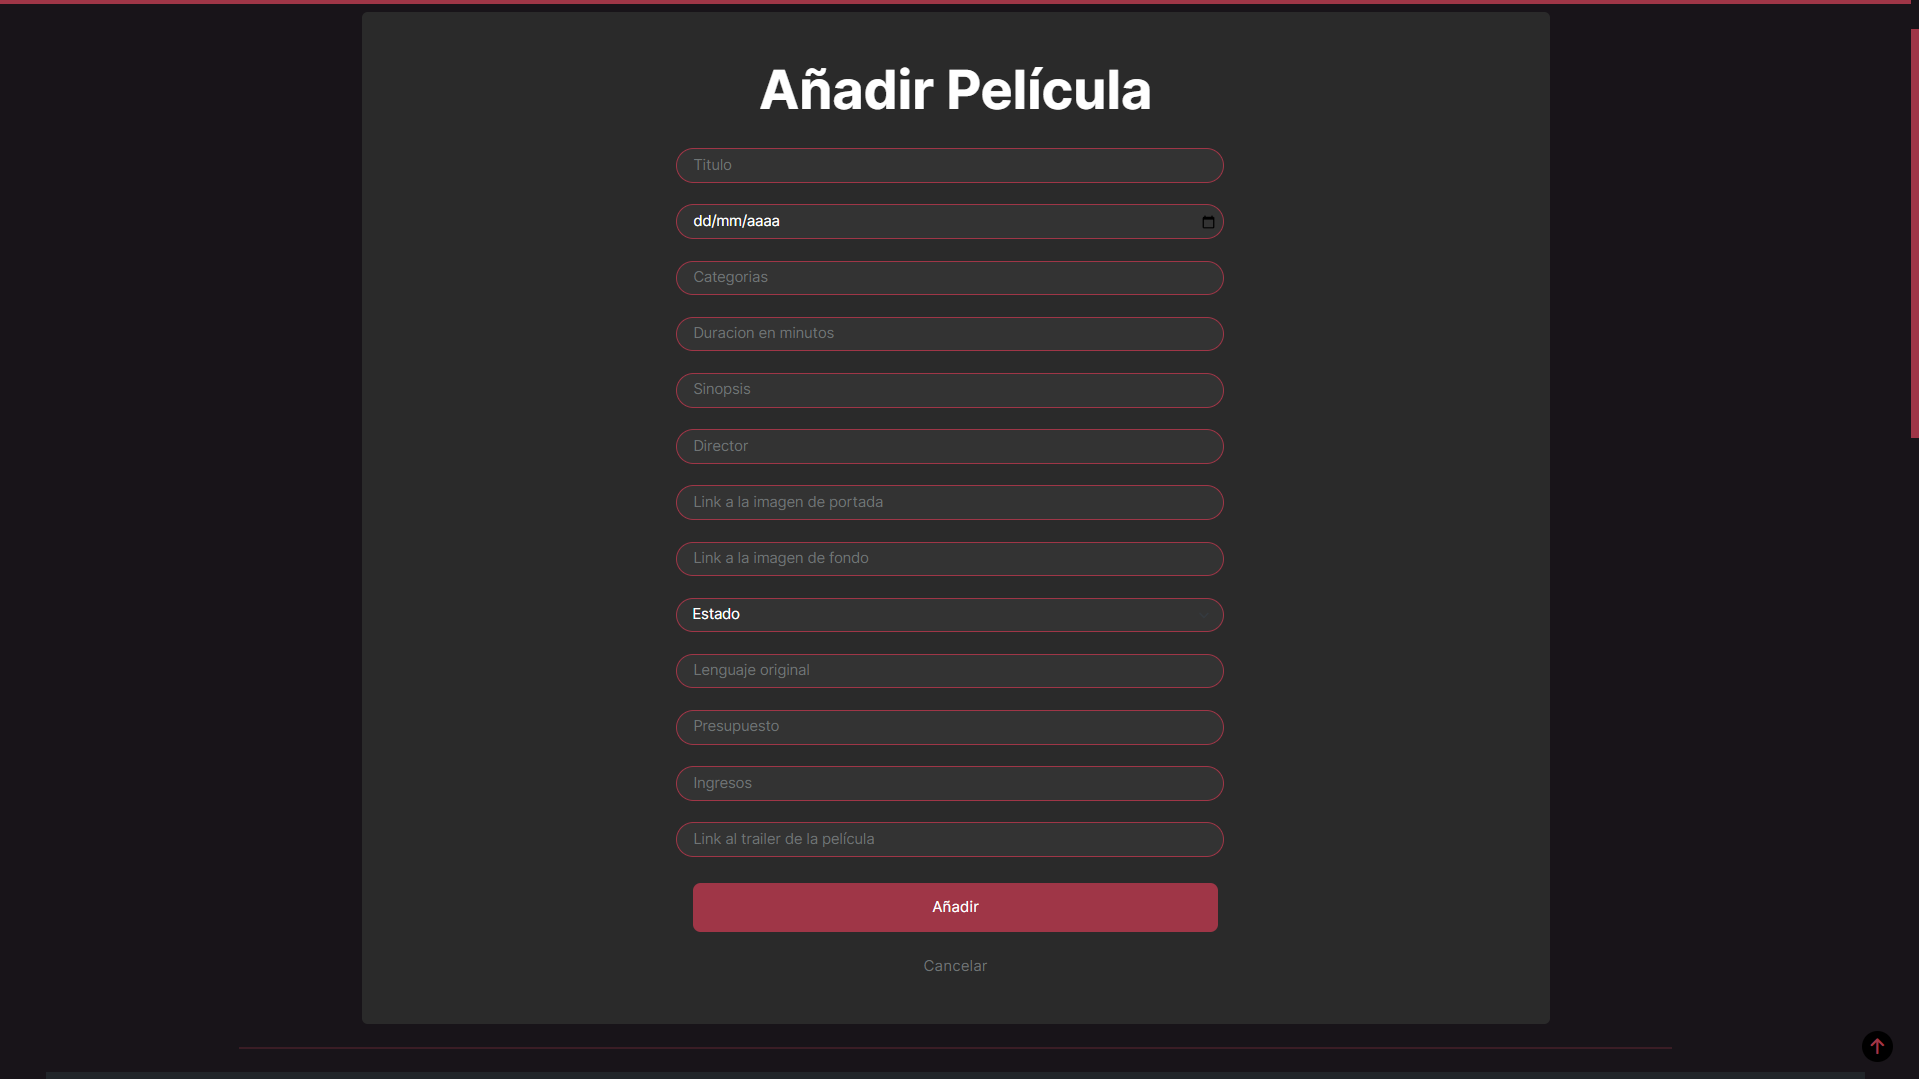 Añadir Película
Titulo
dd/mm/aaaa
Categorias
Duracion en minutos
Sinopsis
Director
Link a la imagen de portada
Link a la imagen de fondo
Estado
Lenguaje original
Presupuesto
Ingresos
Link al trailer de la película
Añadir
Cancelar